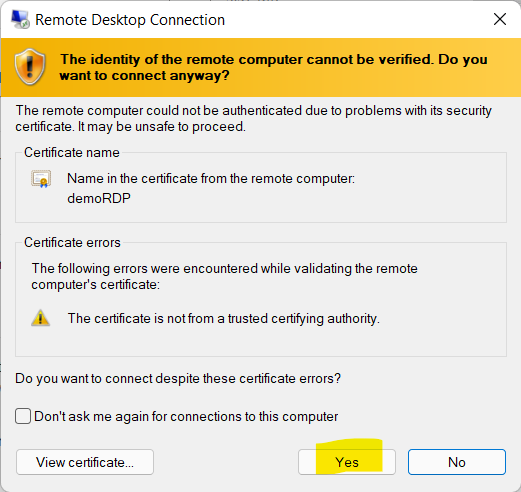 Remote Desktop Connection
The identity of the remote computer cannot be verified. Do you
want to connect anyway?
The remote computer could not be authenticated due to problems with its security
certificate. It may be unsafe to proceed.
Certificate name
Name in the certificate from the remote computer:
demoRDP
Certificate errors
The following errors were encountered while validating the remote
computer's certificate:
The certificate is not from a trusted certifying authority.
Do you want to connect despite these certificate errors?
Don't ask me again for connections to this computer
View certificate... Yes No